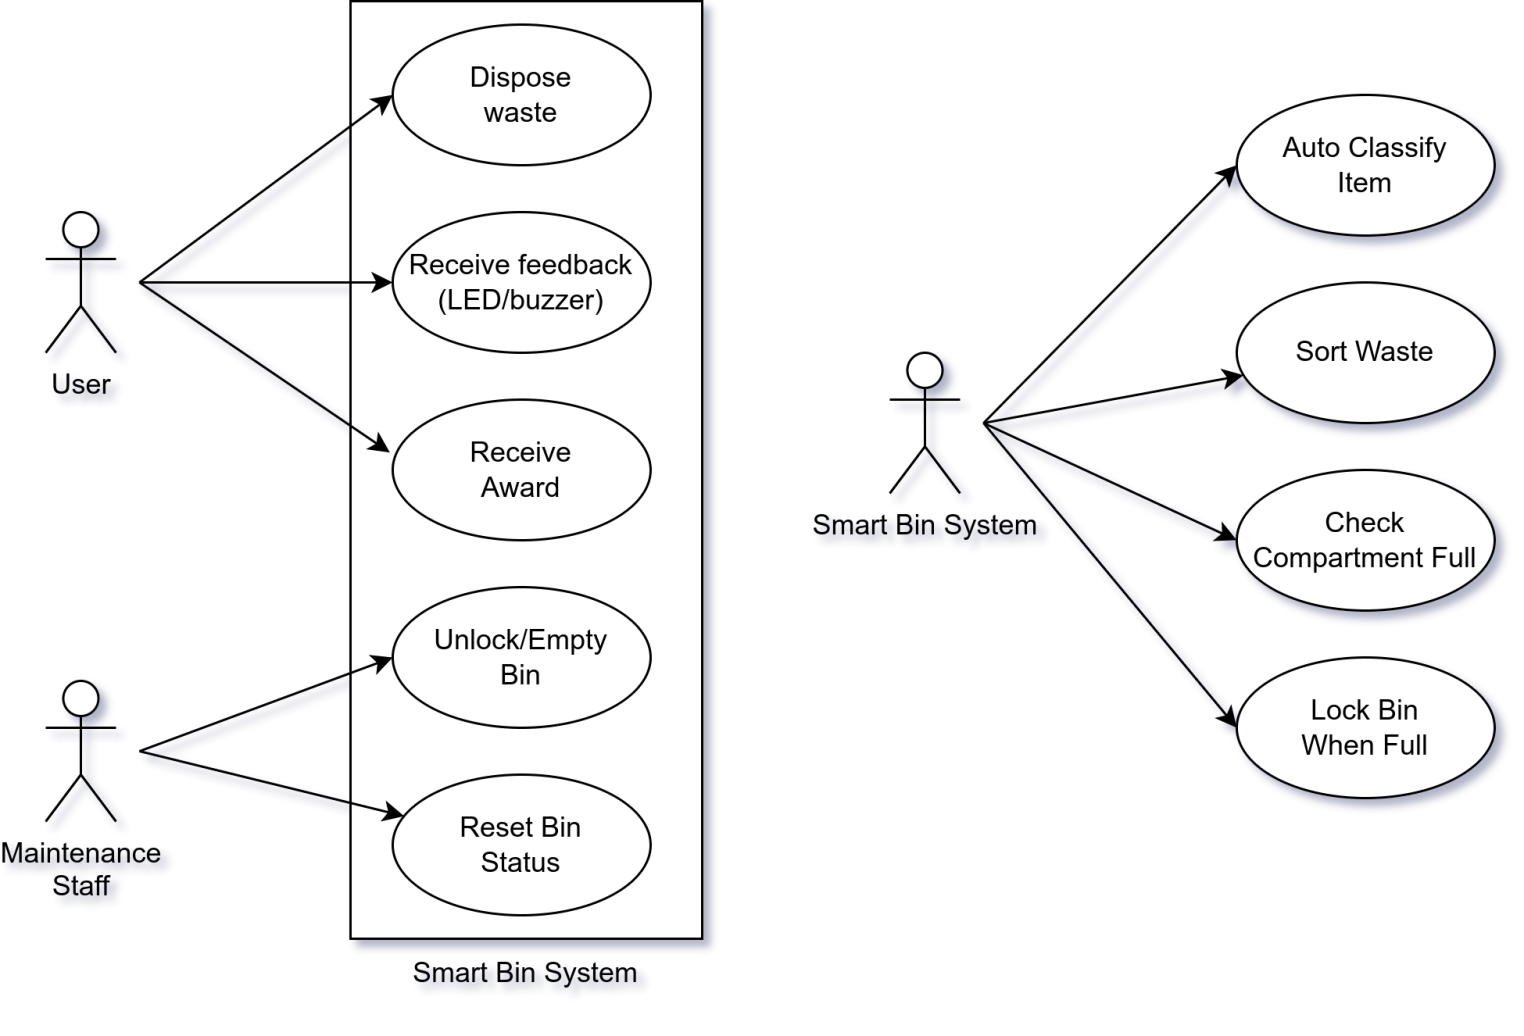 Dispose
waste
Receive feedback
(LED/buzzer)
User
Receive
Award
Unlock/Empty
Bin
Reset Bin
Status
Maintenance
Staff
Smart Bin System
Auto Classify
Item
Sort Waste
Smart Bin System
Check
Compartment Full
Lock Bin
When Full